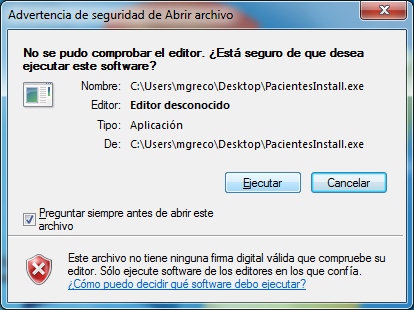 Advertencia de seguridad de Abrir archivo
No se pudo comprobar el editor. ¿Está seguro de que desea
ejecutar este software?
Nombre: C:\Users\mgreco\Desktop\PacientesInstall.exe
Editor: Editor desconocido
Tipo: Aplicación
De: C:\Users\mgreco\Desktop\PacientesInstall.exe
Ejecutar Cancelar
Preguntar siempre antes de abrir este
archivo
Este archivo no tiene ninguna firma digital válida que compruebe su
editor. Sólo ejecute software de los editores en los que confía.
¿Cómo puedo decidir qué software debo ejecutar?